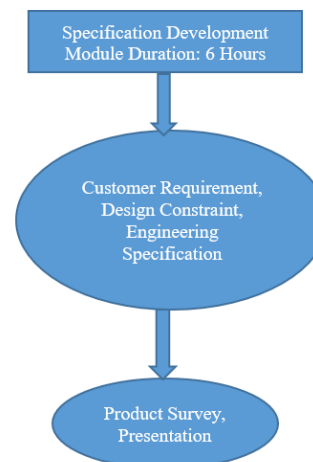 Specification Development
Module Duration: 6 Hours
Customer Requirement,
Design Constraint,
Engineering
Specification
Product Survey,
Presentation